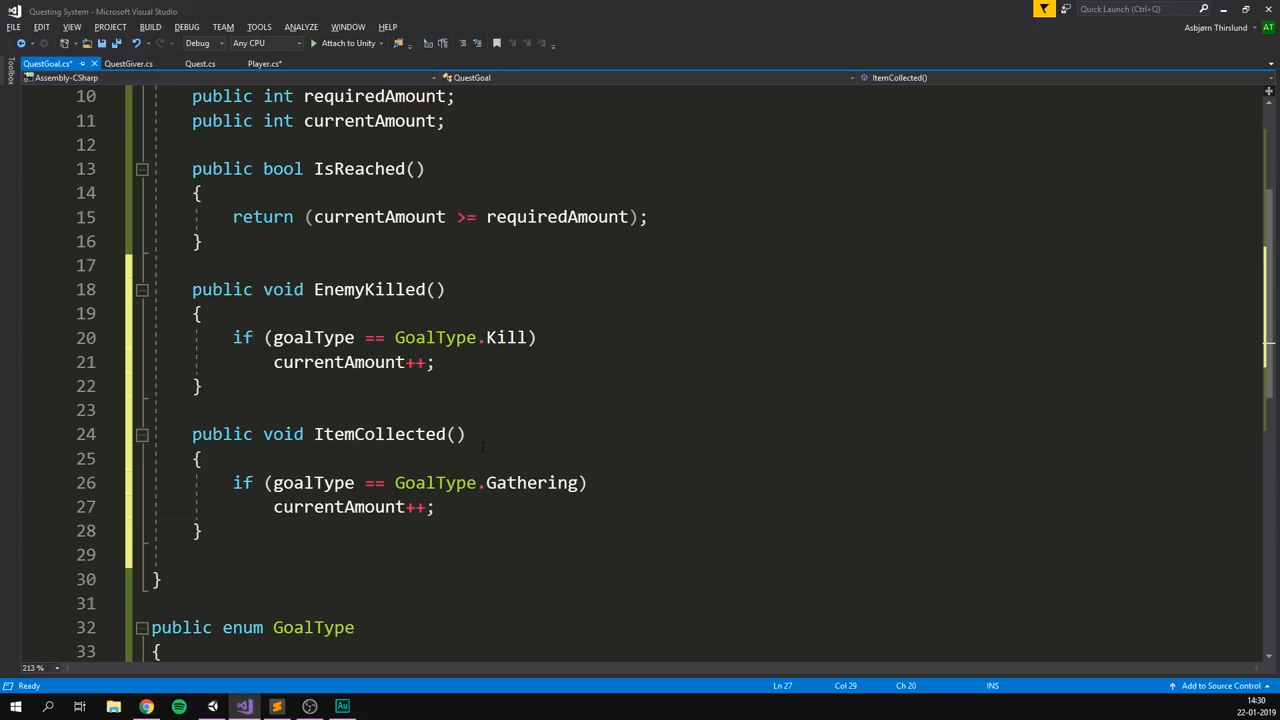 Questing System - Microsoft Visual Studio
Quick Launch (Ctrl+Q)
FILE EDIT VIEW PROJECT BUILD DEBUG TEAM TOOLS ANALYZE WINDOW HELP
Asbjørn Thirslund AT
Debug Any CPU Attach to Unity
QuestGoal.cs* QuestGiver.cs Quest.cs Player.cs*
Toolbox
Assembly-CSharp QuestGoal ItemCollected()
10 public int requiredAmount;
11 public int currentAmount;
12
13 public bool IsReached()
14 {
15 return (currentAmount >= requiredAmount);
16 }
17
18 public void EnemyKilled()
19 {
20 if (goalType == GoalType.Kill)
21 currentAmount++;
22 }
23
24 public void ItemCollected()
25 {
26 if (goalType == GoalType.Gathering)
27 currentAmount++;
28 }
29
30 }
31
32 public enum GoalType
33 {
213 %
Ready Ln 27 Col 29 Ch 20 INS Add to Source Control
Au
14:30
22-01-2019